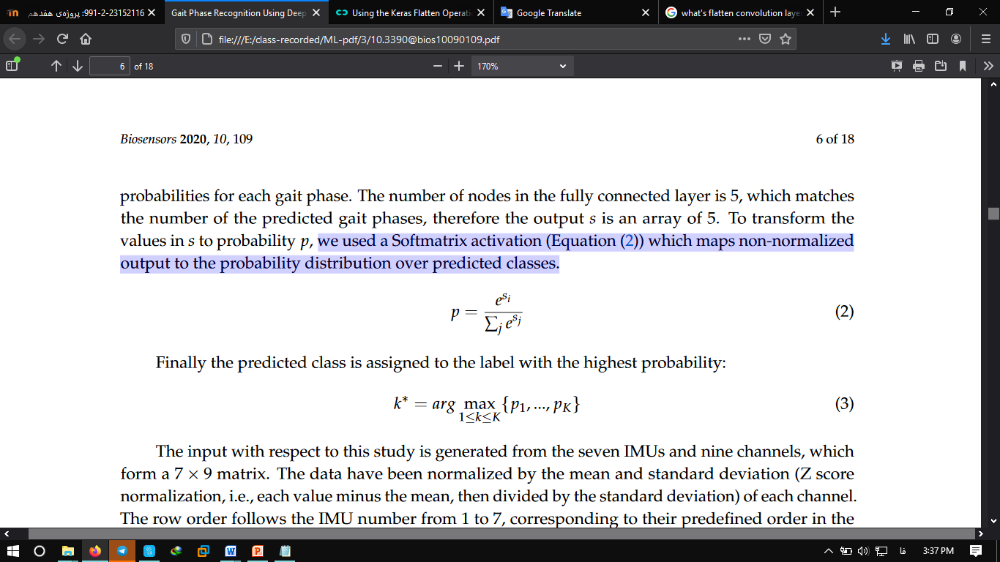 991-2-23152116: پروژه‌ی هفدهم
Gait Phase Recognition Using Deep
Using the Keras Flatten Operati
Google Translate
what's flatten convolution laye
file:///E:/class-recorded/ML-pdf/3/10.3390@bios10090109.pdf
6 of 18
170%
Biosensors 2020, 10, 109
6 of 18
probabilities for each gait phase. The number of nodes in the fully connected layer is 5, which matches
the number of the predicted gait phases, therefore the output s is an array of 5. To transform the
values in s to probability p, we used a Softmatrix activation (Equation (2)) which maps non-normalized
output to the probability distribution over predicted classes.
p = e^{s_i} / ∑_j e^{s_j} (2)
Finally the predicted class is assigned to the label with the highest probability:
k* = arg max_{1≤k≤K} {p_1, ..., p_K} (3)
The input with respect to this study is generated from the seven IMUs and nine channels, which
form a 7 × 9 matrix. The data have been normalized by the mean and standard deviation (Z score
normalization, i.e., each value minus the mean, then divided by the standard deviation) of each channel.
The row order follows the IMU number from 1 to 7, corresponding to their predefined order in the
فا
3:37 PM